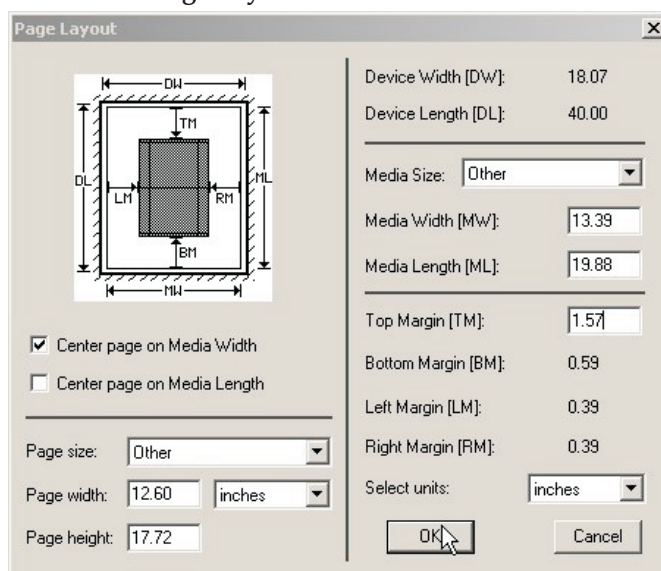 Page Layout
DW
TM
DL
ML
LM
RM
BM
MW
Center page on Media Width
Center page on Media Length
Page size: Other
Page width: 12.60 inches
Page height: 17.72
Device Width [DW]: 18.07
Device Length [DL]: 40.00
Media Size: Other
Media Width [MW]: 13.39
Media Length [ML]: 19.88
Top Margin [TM]: 1.57
Bottom Margin [BM]: 0.59
Left Margin [LM]: 0.39
Right Margin [RM]: 0.39
Select units: inches
OK
Cancel